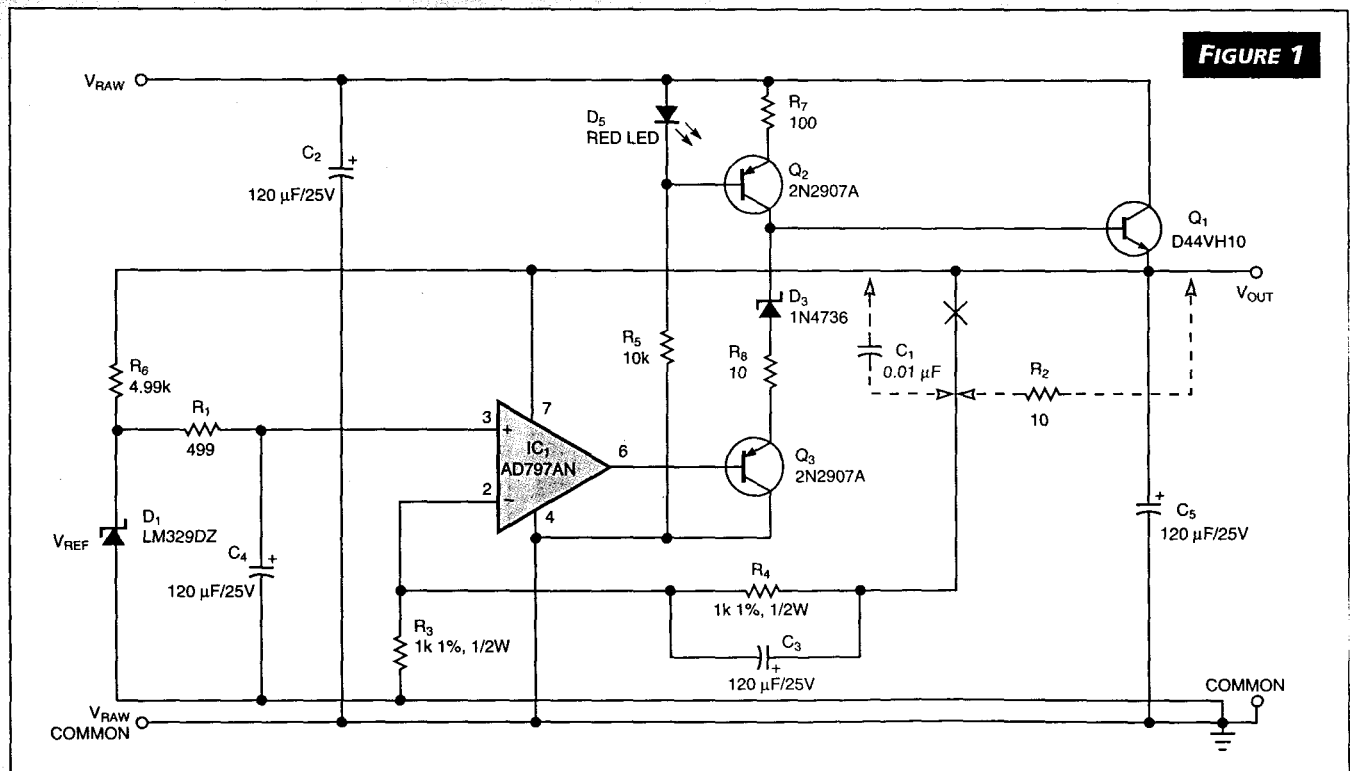 FIGURE 1
V_RAW
C2
+
120 µF/25V
D5
RED LED
R7
100
Q2
2N2907A
Q1
D44VH10
V_OUT
D3
1N4736
R5
10k
R8
10
C1
0.01 µF
R2
10
R6
4.99k
R1
499
3
+
7
IC1
AD797AN
6
2
–
4
Q3
2N2907A
D1
LM329DZ
V_REF
C4
+
120 µF/25V
C5
+
120 µF/25V
R4
1k 1%, 1/2W
R3
1k 1%, 1/2W
C3
+
120 µF/25V
V_RAW
COMMON
COMMON